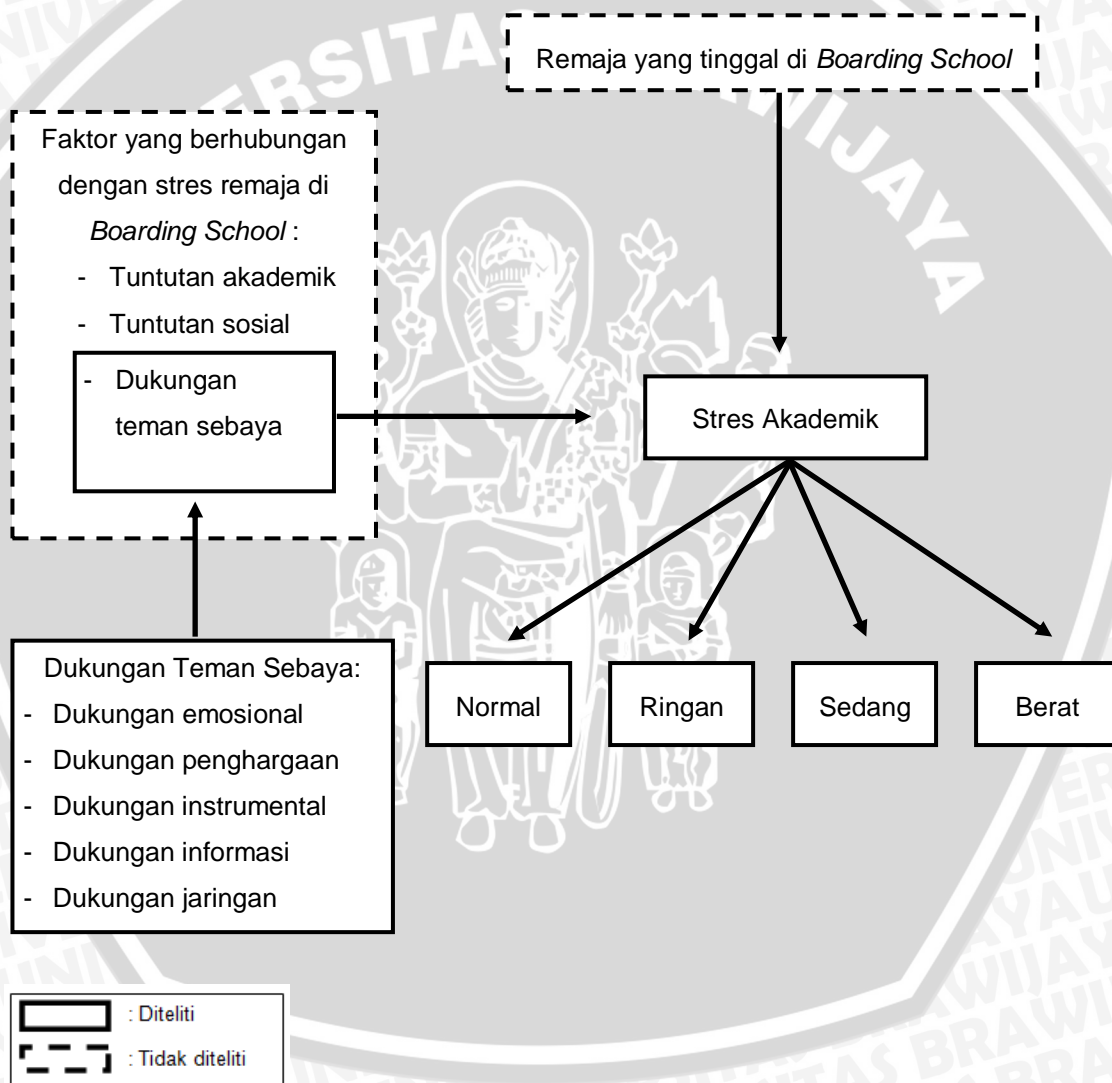 Remaja yang tinggal di Boarding School
Faktor yang berhubungan
dengan stres remaja di
Boarding School :
- Tuntutan akademik
- Tuntutan sosial
- Dukungan
teman sebaya
Stres Akademik
Dukungan Teman Sebaya:
- Dukungan emosional
- Dukungan penghargaan
- Dukungan instrumental
- Dukungan informasi
- Dukungan jaringan
Normal
Ringan
Sedang
Berat
: Diteliti
: Tidak diteliti